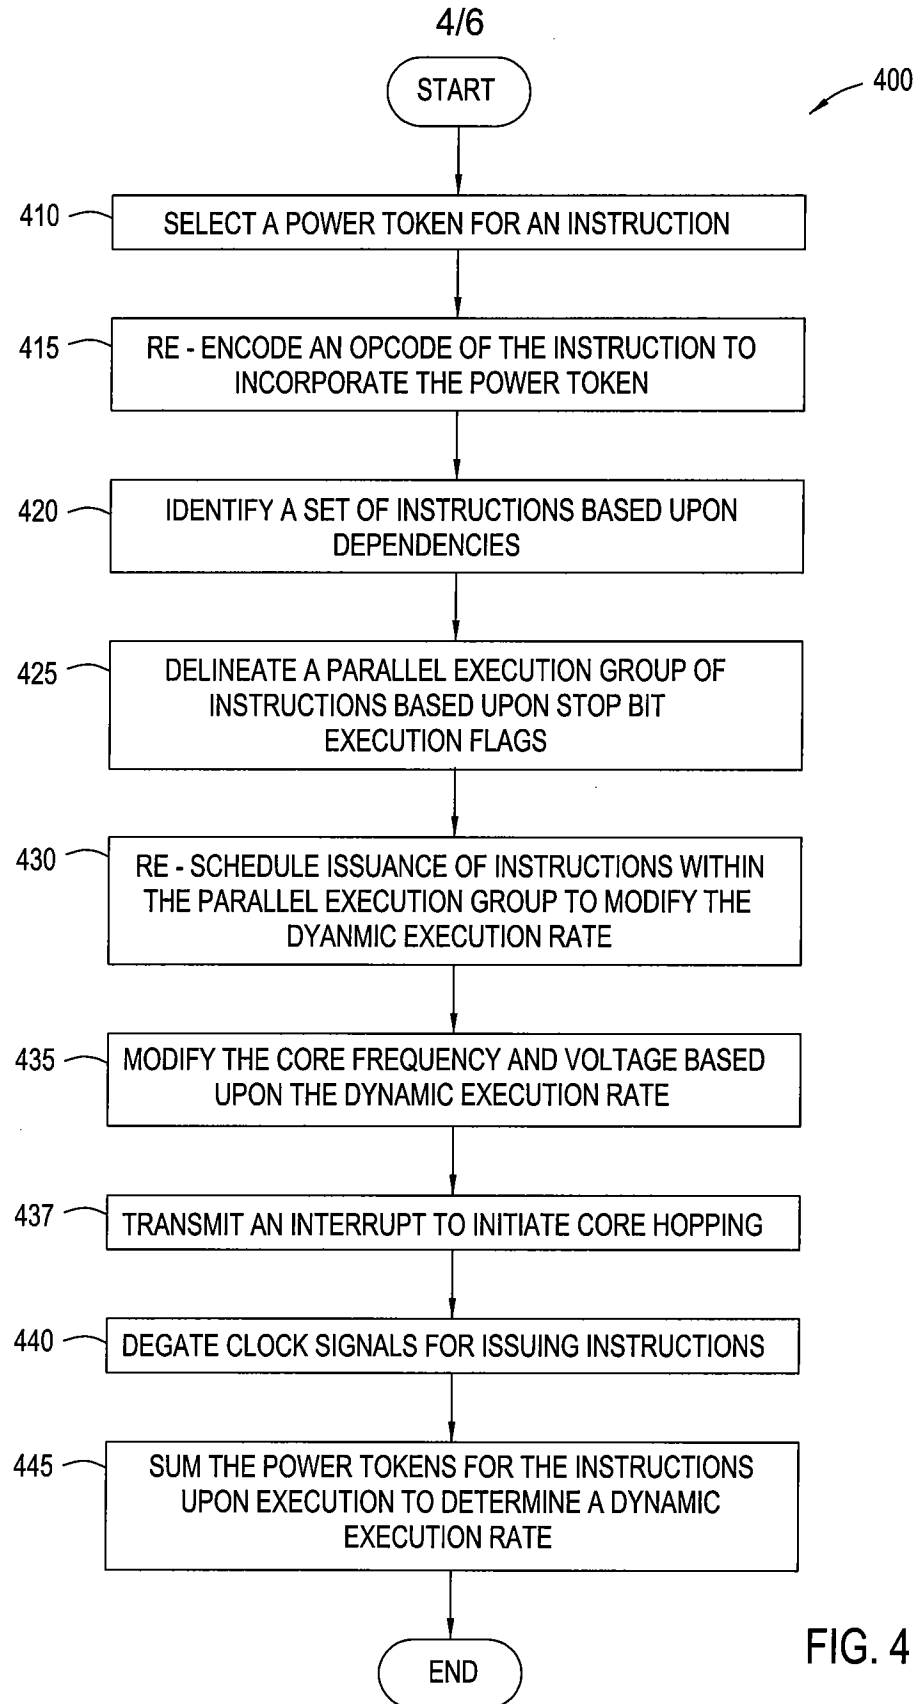 4/6
START
400
410
SELECT A POWER TOKEN FOR AN INSTRUCTION
415
RE - ENCODE AN OPCODE OF THE INSTRUCTION TO
INCORPORATE THE POWER TOKEN
420
IDENTIFY A SET OF INSTRUCTIONS BASED UPON
DEPENDENCIES
425
DELINEATE A PARALLEL EXECUTION GROUP OF
INSTRUCTIONS BASED UPON STOP BIT
EXECUTION FLAGS
430
RE - SCHEDULE ISSUANCE OF INSTRUCTIONS WITHIN
THE PARALLEL EXECUTION GROUP TO MODIFY THE
DYANMIC EXECUTION RATE
435
MODIFY THE CORE FREQUENCY AND VOLTAGE BASED
UPON THE DYNAMIC EXECUTION RATE
437
TRANSMIT AN INTERRUPT TO INITIATE CORE HOPPING
440
DEGATE CLOCK SIGNALS FOR ISSUING INSTRUCTIONS
445
SUM THE POWER TOKENS FOR THE INSTRUCTIONS
UPON EXECUTION TO DETERMINE A DYNAMIC
EXECUTION RATE
END
FIG. 4